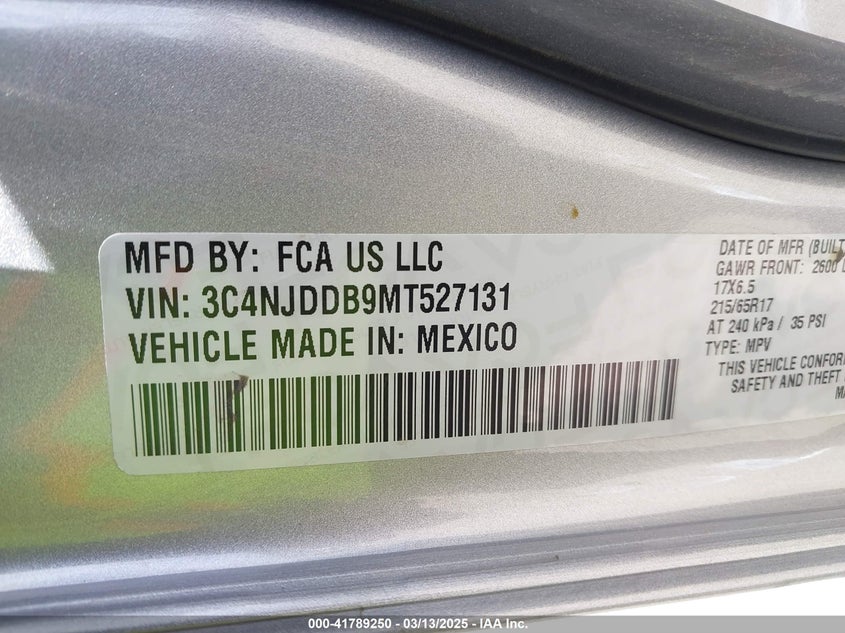 MFD BY: FCA US LLC
VIN: 3C4NJDDB9MT527131
VEHICLE MADE IN: MEXICO
DATE OF MFR (BUILT
GAWR FRONT: 2600 L
17X6.5
215/65R17
AT 240 kPa / 35 PSI
TYPE: MPV
THIS VEHICLE CONFOR
SAFETY AND THEFT
MA
000-41789250 - 03/13/2025 - IAA Inc.